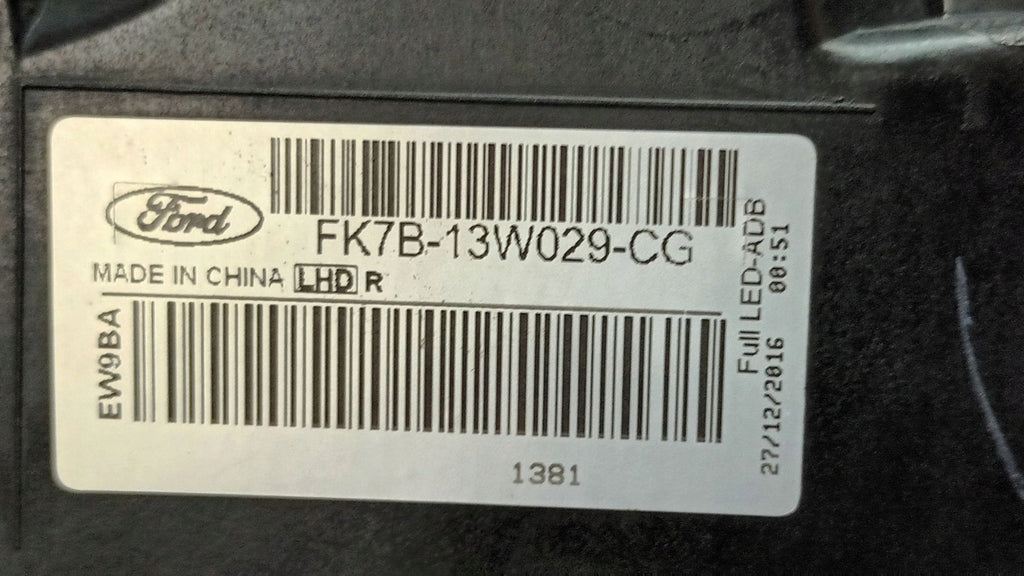 Ford
FK7B-13W029-CG
MADE IN CHINA LHD R
EW9BA
1381
Full LED-ADB
27/12/2016 00:51